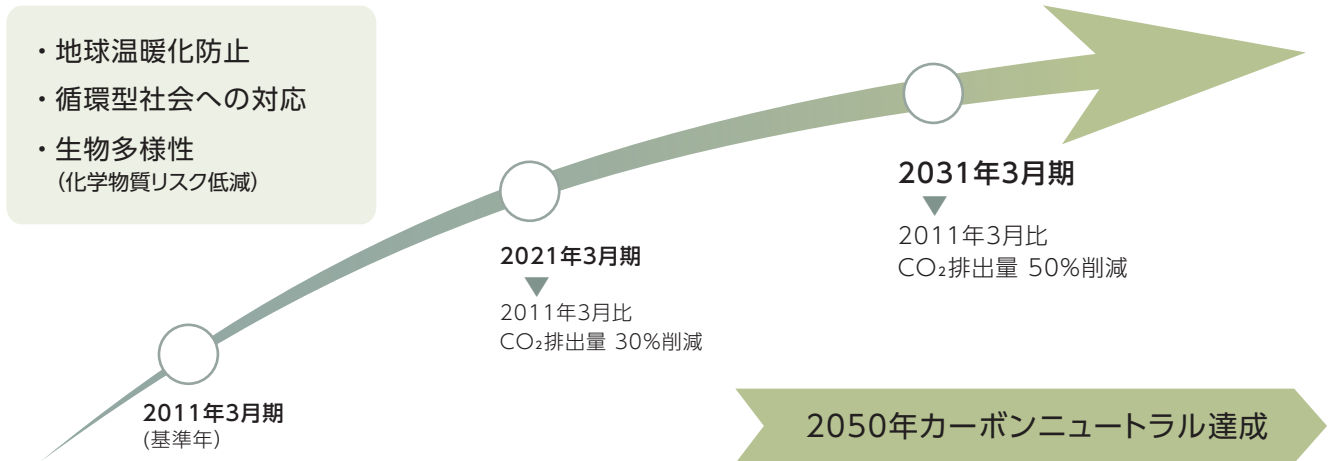 ・地球温暖化防止
・循環型社会への対応
・生物多様性
(化学物質リスク低減)
2011年3月期
(基準年)
2021年3月期
2011年3月比
CO₂排出量 30%削減
2031年3月期
2011年3月比
CO₂排出量 50%削減
2050年カーボンニュートラル達成